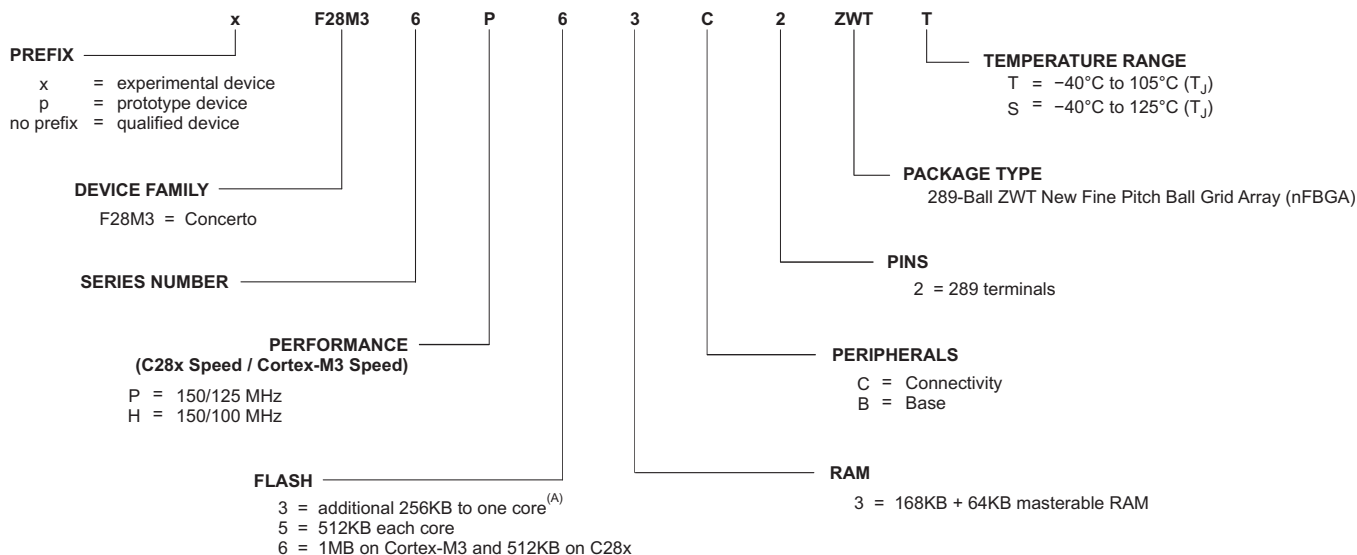 x F28M3 6 P 6 3 C 2 ZWT T
PREFIX
x = experimental device
p = prototype device
no prefix = qualified device
TEMPERATURE RANGE
T = −40°C to 105°C (TJ)
S = −40°C to 125°C (TJ)
DEVICE FAMILY
F28M3 = Concerto
PACKAGE TYPE
289-Ball ZWT New Fine Pitch Ball Grid Array (nFBGA)
SERIES NUMBER
PINS
2 = 289 terminals
PERFORMANCE
(C28x Speed / Cortex-M3 Speed)
P = 150/125 MHz
H = 150/100 MHz
PERIPHERALS
C = Connectivity
B = Base
FLASH
3 = additional 256KB to one core(A)
5 = 512KB each core
6 = 1MB on Cortex-M3 and 512KB on C28x
RAM
3 = 168KB + 64KB masterable RAM